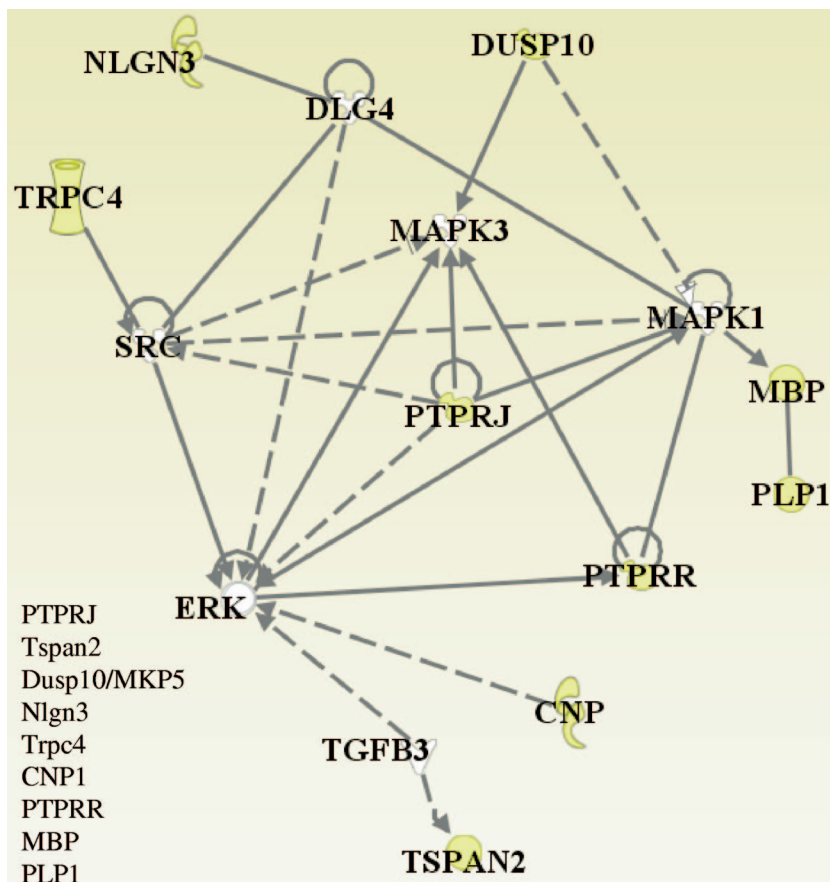 NLGN3
DUSP10
DLG4
TRPC4
MAPK3
SRC
MAPK1
MBP
PTPRJ
PLP1
PTPRR
ERK
CNP
TGFB3
TSPAN2
PTPRJ
Tspan2
Dusp10/MKP5
Nlgn3
Trpc4
CNP1
PTPRR
MBP
PLP1